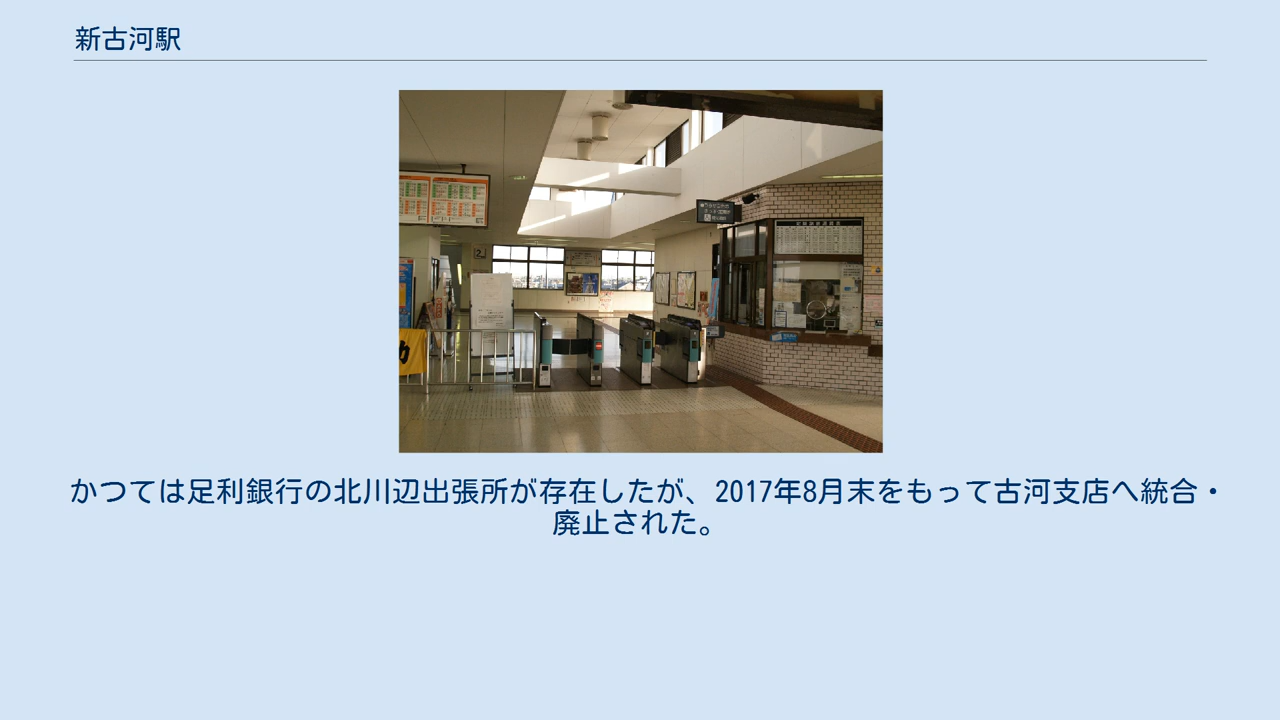 新古河駅
かつては足利銀行の北川辺出張所が存在したが、2017年8月末をもって古河支店へ統合・
廃止された。